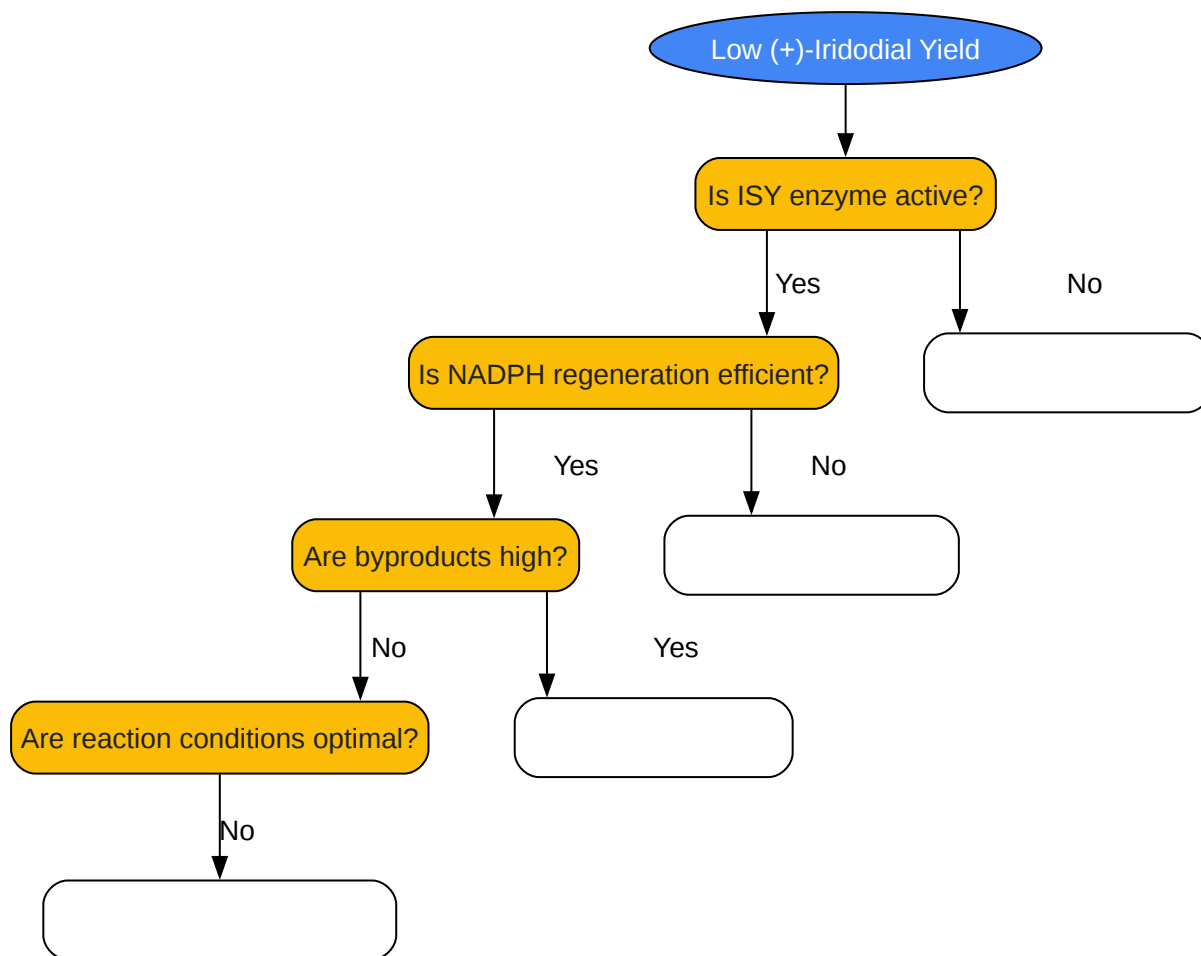 Low (+)-Iridodial Yield
Is ISY enzyme active?
Yes
No
Is NADPH regeneration efficient?
Yes
No
Are byproducts high?
No
Yes
Are reaction conditions optimal?
No